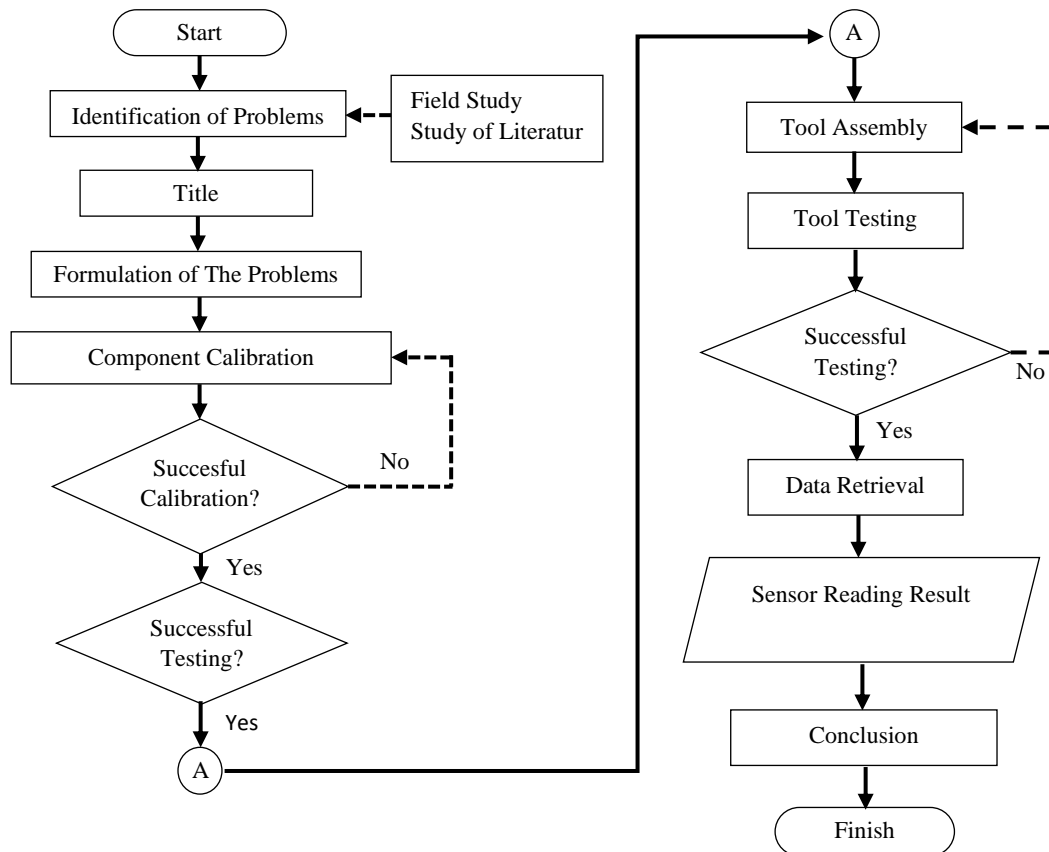 Start
Identification of Problems
Field Study
Study of Literatur
Title
Formulation of The Problems
Component Calibration
Succesful
Calibration?
No
Yes
Successful
Testing?
Yes
A
A
Tool Assembly
Tool Testing
Successful
Testing?
No
Yes
Data Retrieval
Sensor Reading Result
Conclusion
Finish